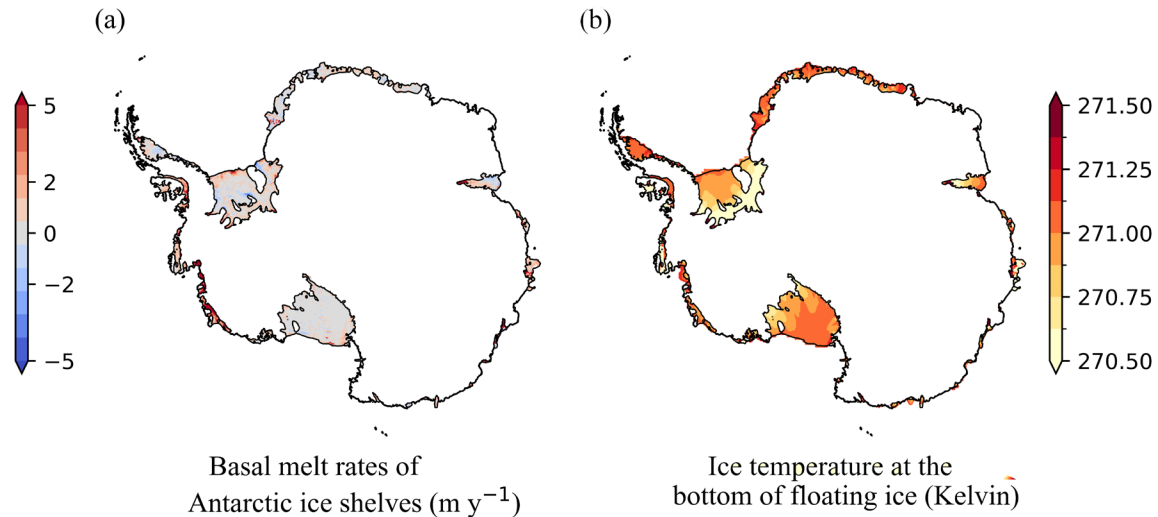 (a)
(b)
5
2
0
−2
−5
271.50
271.25
271.00
270.75
270.50
Basal melt rates of
Antarctic ice shelves (m y⁻¹)
Ice temperature at the
bottom of floating ice (Kelvin)